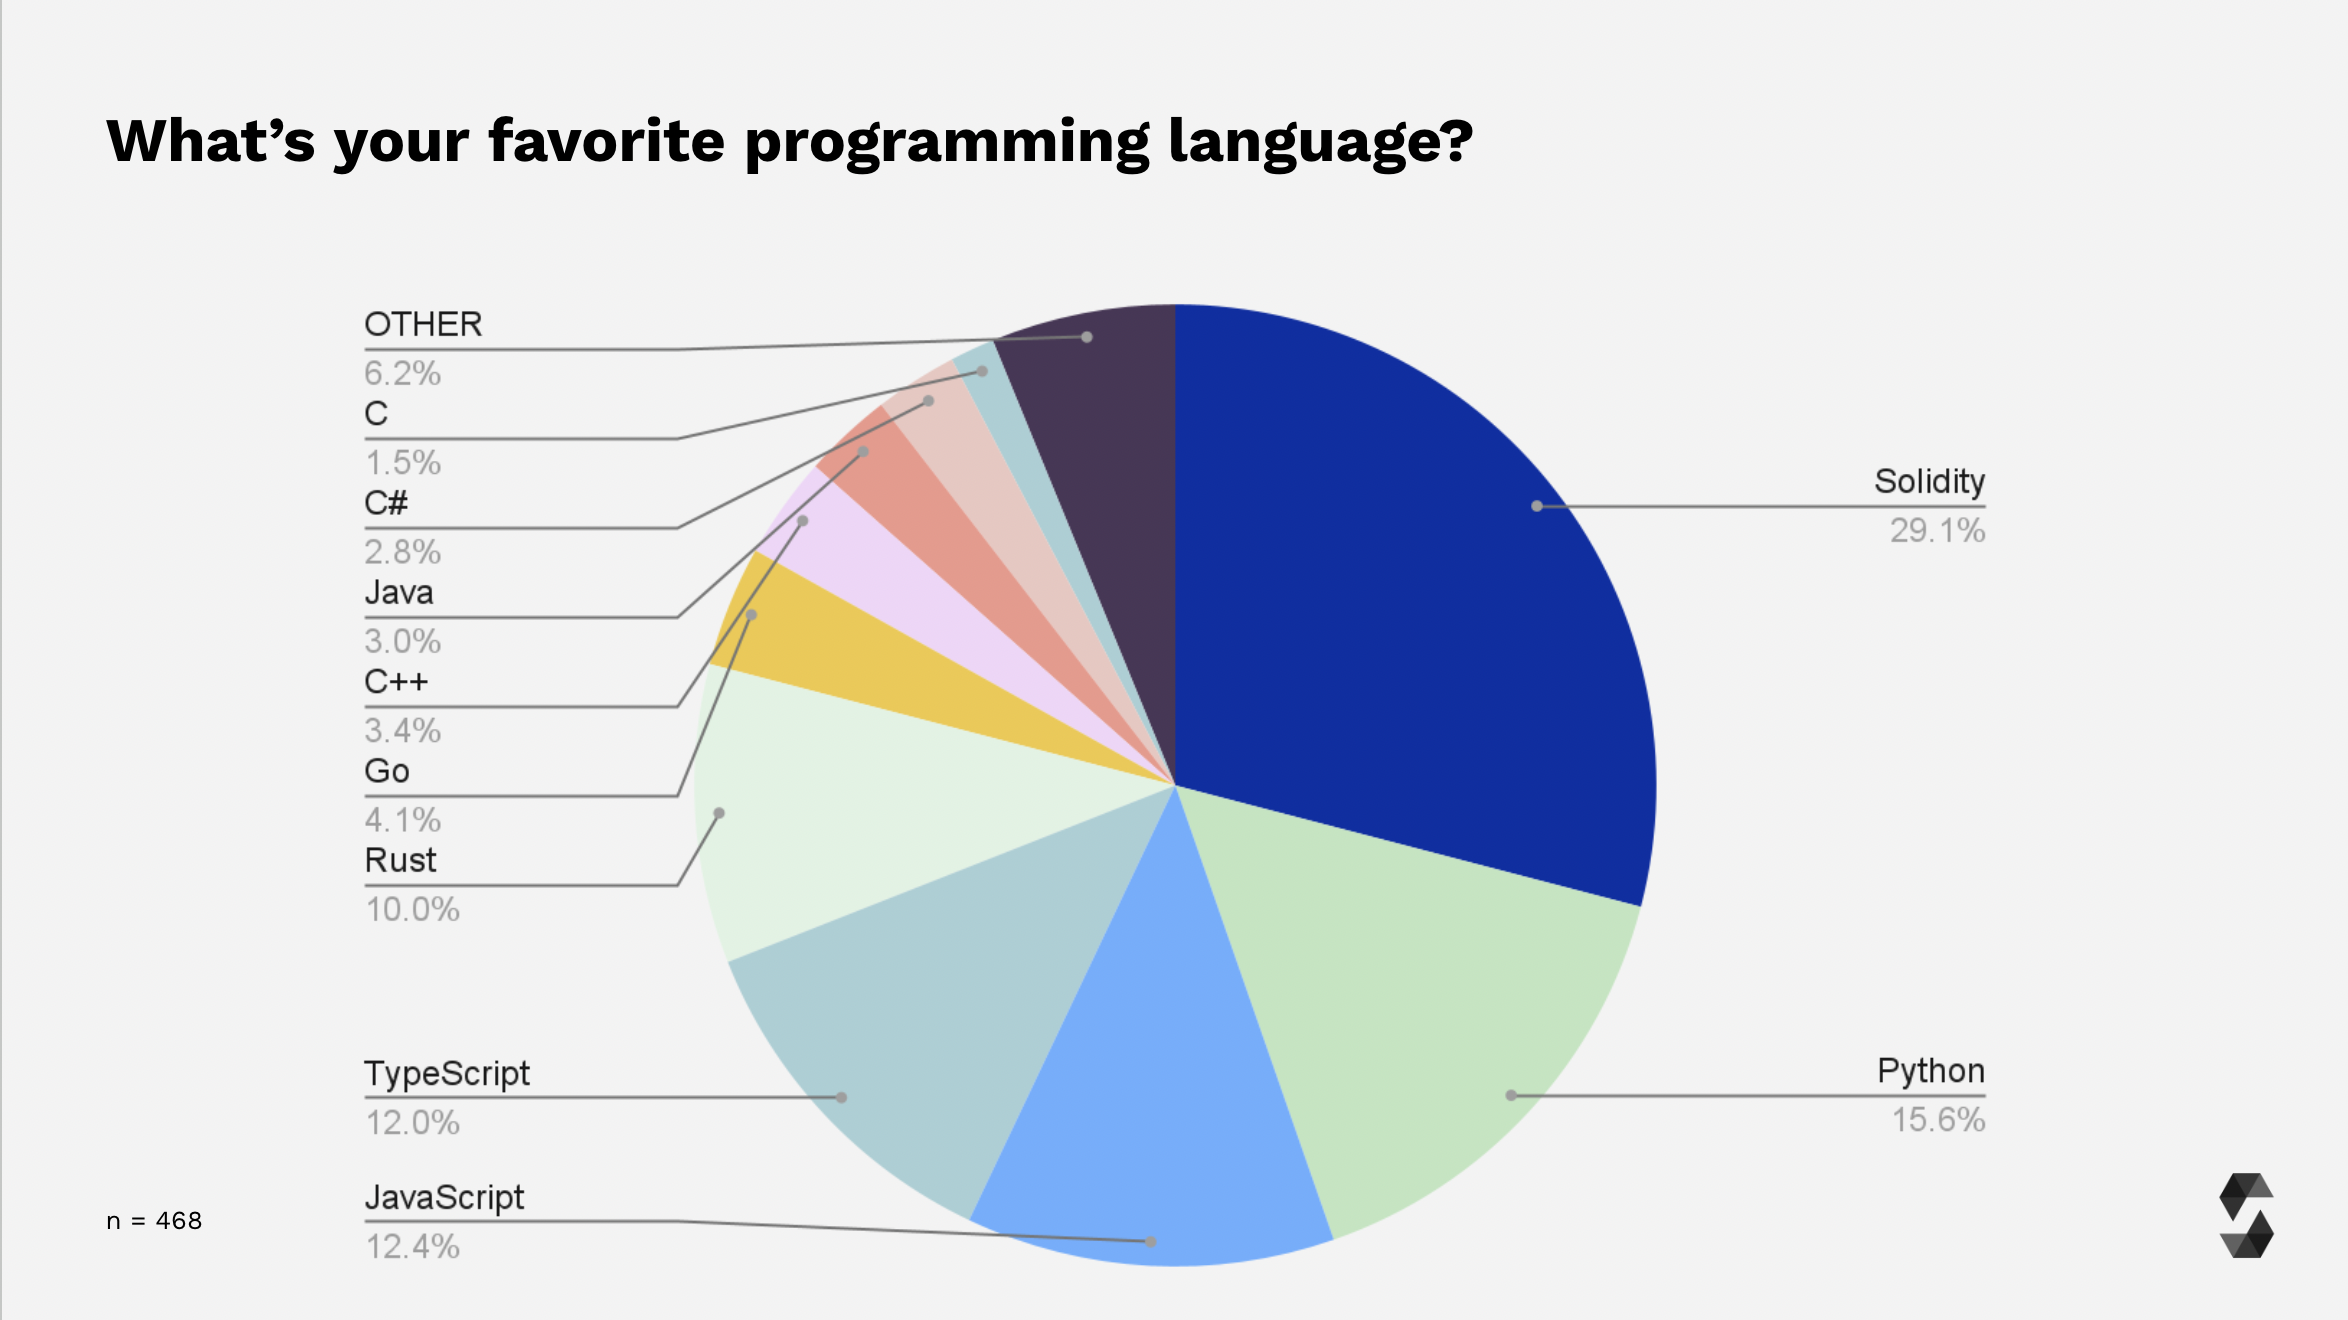 What’s your favorite programming language?
OTHER
6.2%
C
1.5%
C#
2.8%
Java
3.0%
C++
3.4%
Go
4.1%
Rust
10.0%
TypeScript
12.0%
JavaScript
12.4%
Solidity
29.1%
Python
15.6%
n = 468